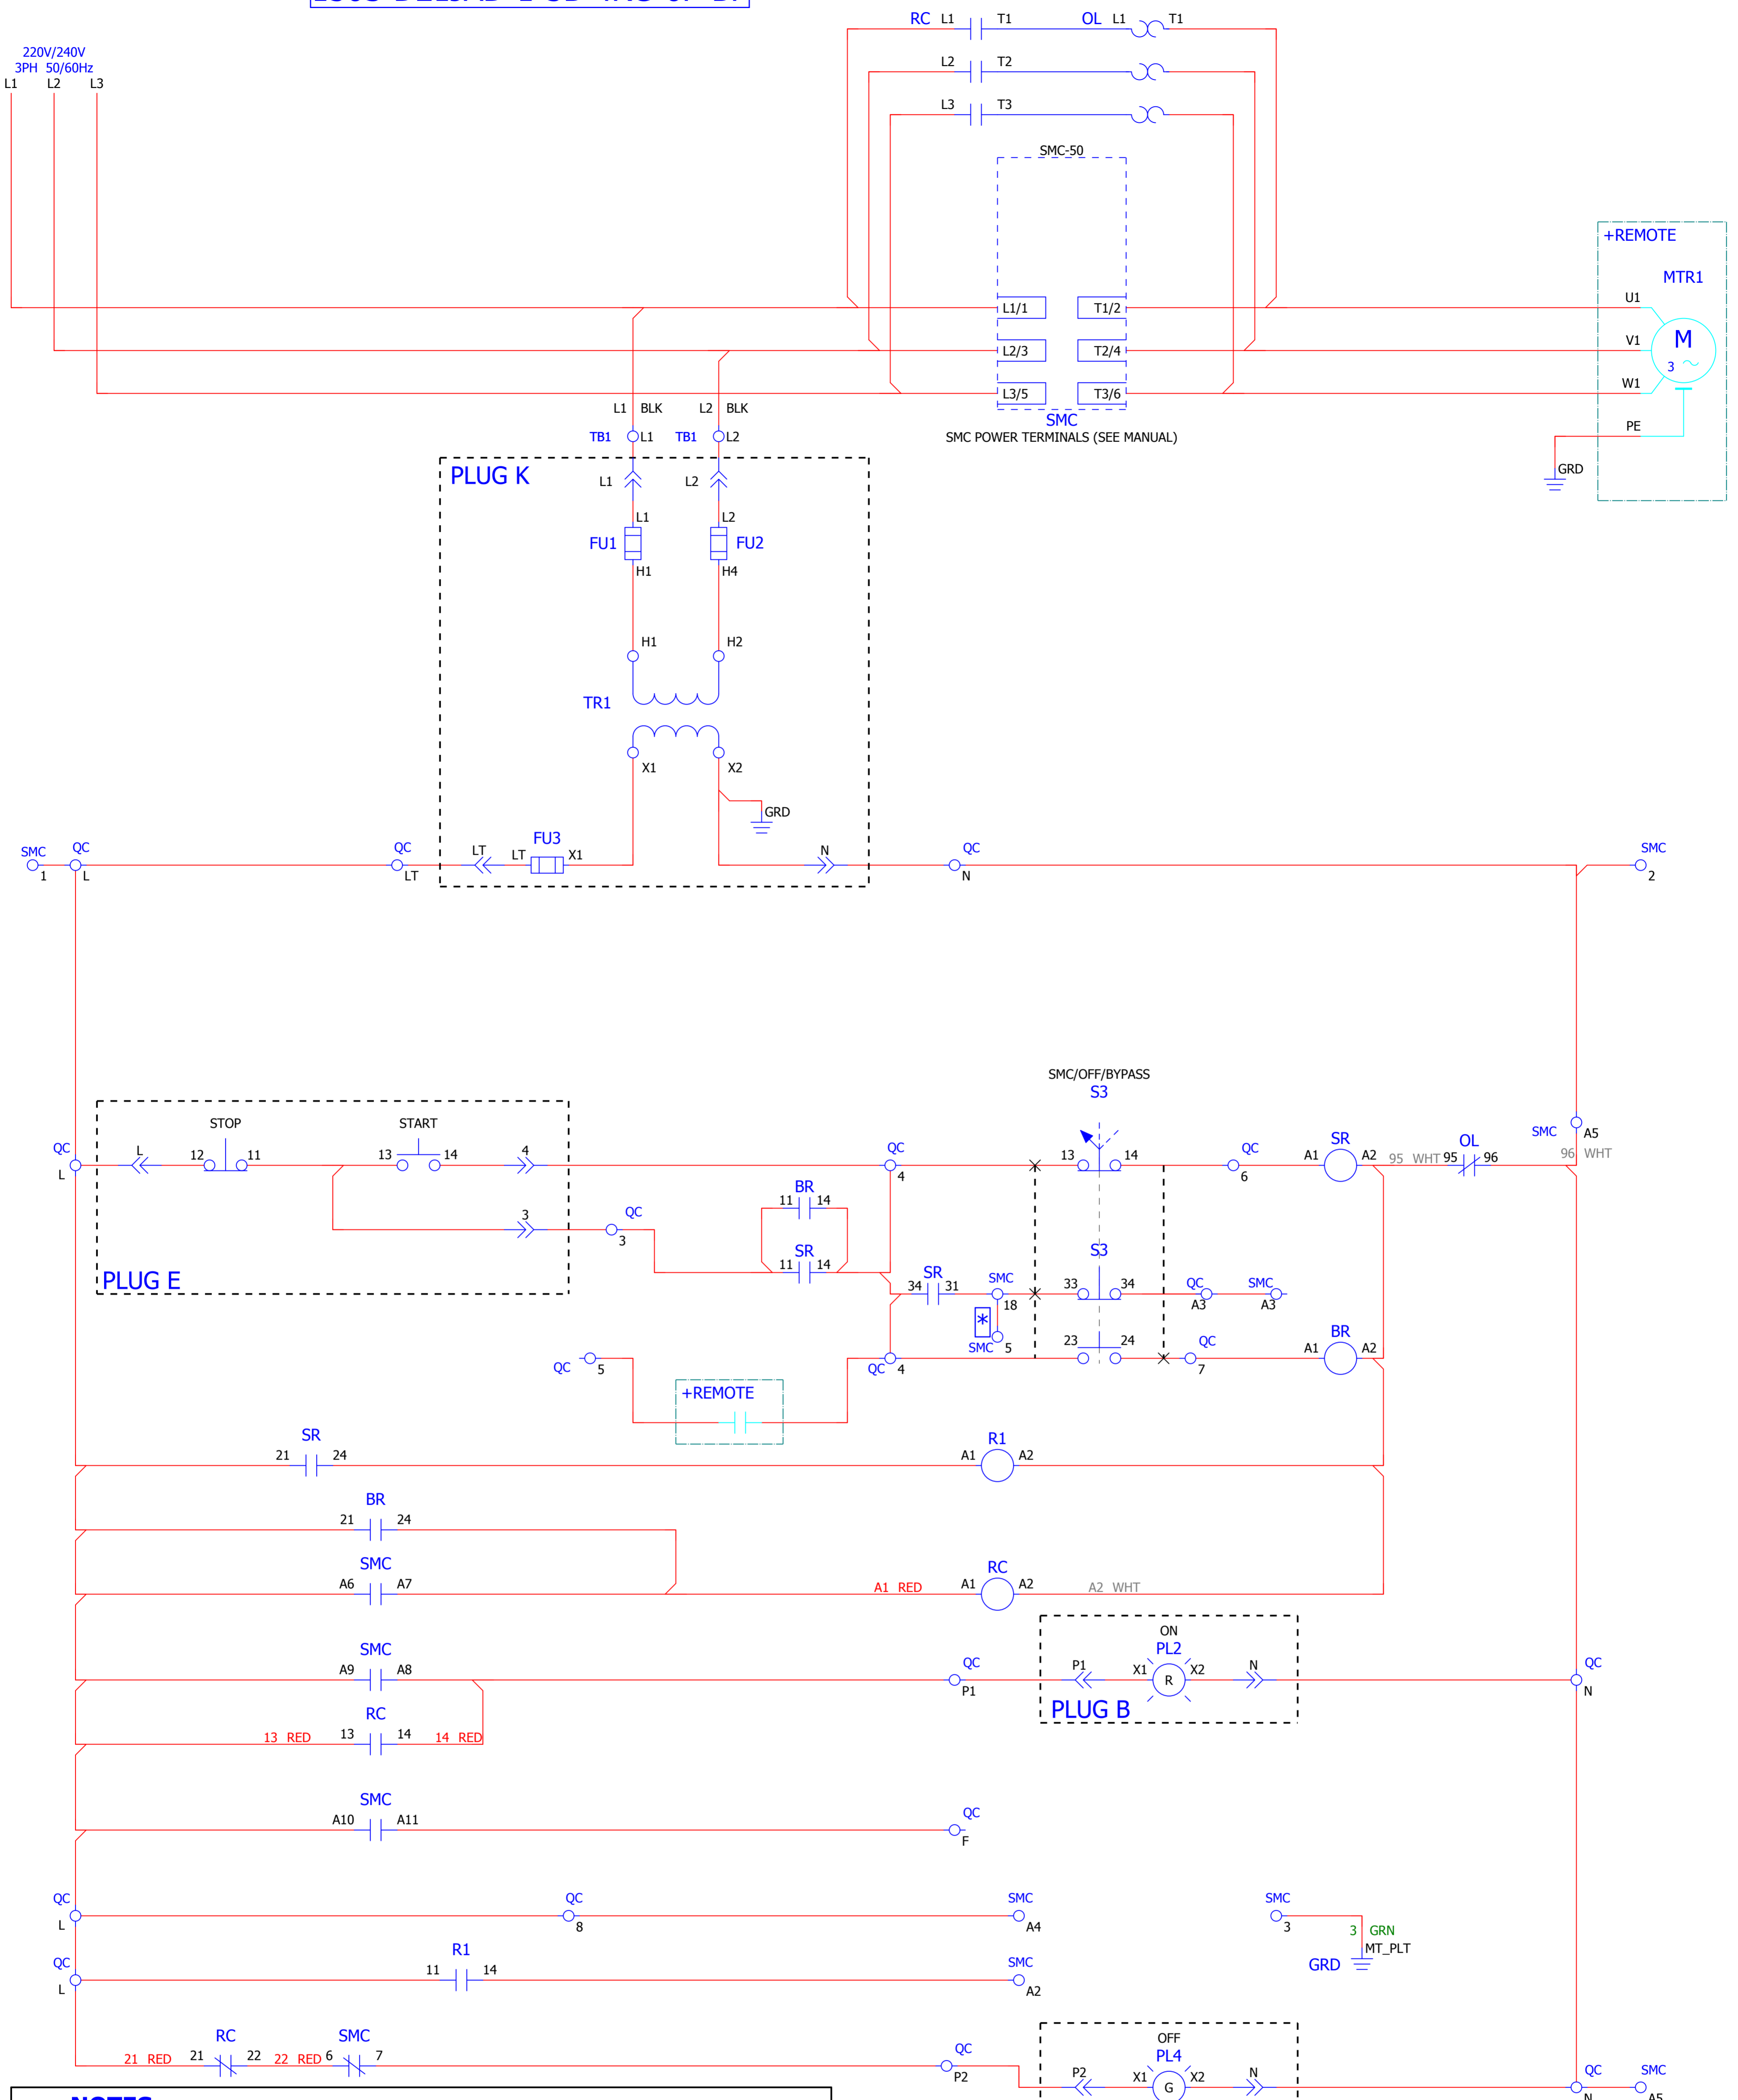 RC L1 T1 OL L1 T1
220V/240V
3PH 50/60Hz
L2 T2
L1 L2 L3
L3 T3
SMC-50
+REMOTE
MTR1
L1/1 T1/2 U1
L2/3 T2/4 V1 M
3
L3/5 T3/6 W1
L1 BLK L2 BLK
SMC
SMC POWER TERMINALS (SEE MANUAL)
PE
TB1 L1 TB1 L2
GRD
PLUG K
L1 L2
L1 L2
FU1 FU2
H1 H4
H1 H2
TR1
X1 X2
GRD
SMC QC QC LT LT FU3 X1 N QC SMC
1 L LT N 2
SMC/OFF/BYPASS
S3
STOP START
SMC A5
QC L 12 11 13 14 4 QC 13 14 QC SR OL
L 4 6 A1 A2 95 WHT 95 96 96 WHT
BR
11 14
3 QC
3
SR
11 14
S3
PLUG E
SR
34 31 SMC 33 34 QC SMC
18 A3 A3
*
SMC 5
23 24 QC BR
QC 5 QC 4 7 A1 A2
+REMOTE
SR R1
21 24 A1 A2
BR
21 24
SMC RC
A6 A7 A1 RED A1 A2 A2 WHT
ON
SMC PL2
A9 A8 QC P1 X1 R X2 N QC
P1 N
PLUG B
RC
13 RED 13 14 14 RED
SMC
A10 A11 QC
F
QC QC SMC SMC
L 8 A4 3
3 GRN
MT_PLT
GRD
QC R1 SMC
L 11 14 A2
OFF
RC SMC PL4
21 RED 21 22 22 RED 6 7 QC
P2 P2 X1 G X2 N QC SMC
N A5